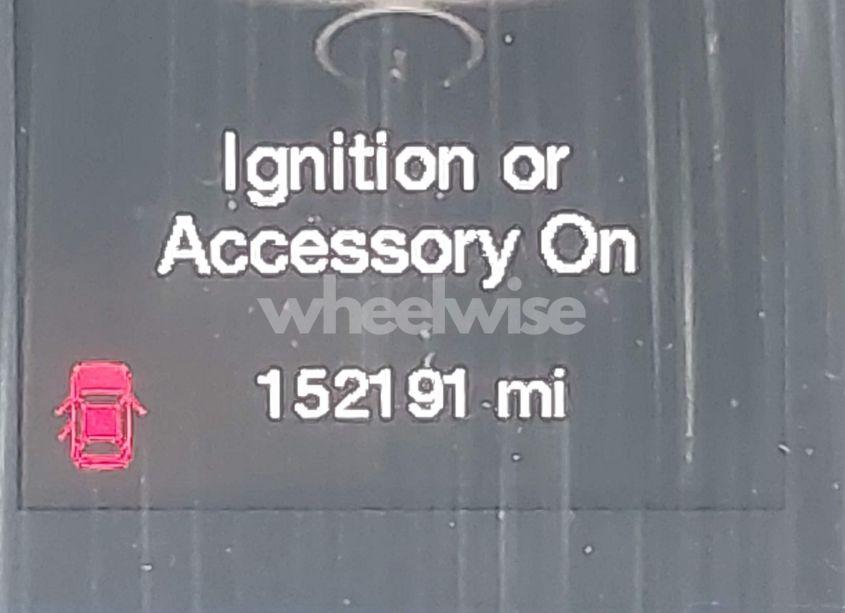 Ignition or
Accessory On
wheelwise
152191 mi